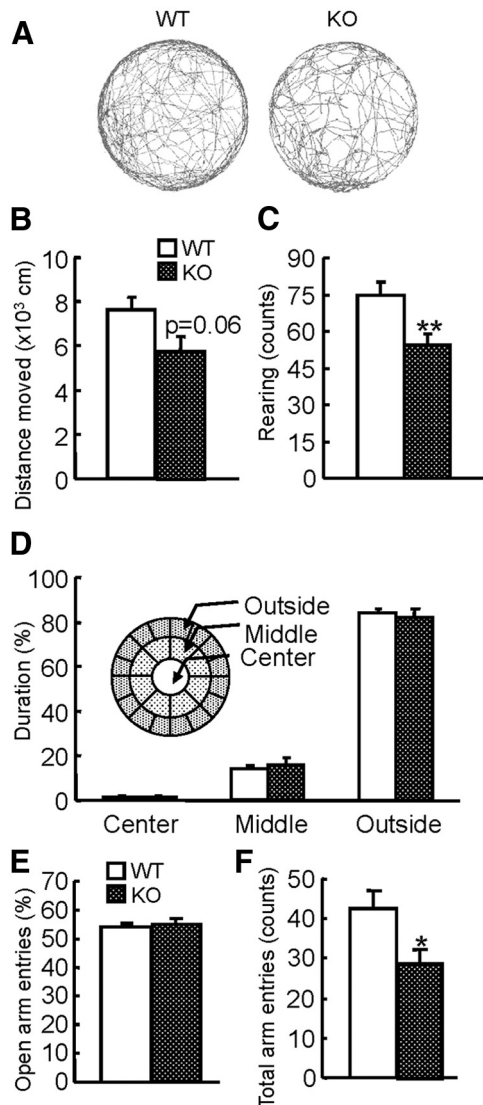 A
WT
KO
B
Distance moved (x10³ cm)
10
8
6
4
2
0
WT
KO
p=0.06
C
Rearing (counts)
90
75
60
45
30
15
0
**
D
Duration (%)
100
80
60
40
20
0
Outside
Middle
Center
Center
Middle
Outside
E
Open arm entries (%)
70
60
50
40
30
20
10
0
WT
KO
F
Total arm entries (counts)
50
40
30
20
10
0
*